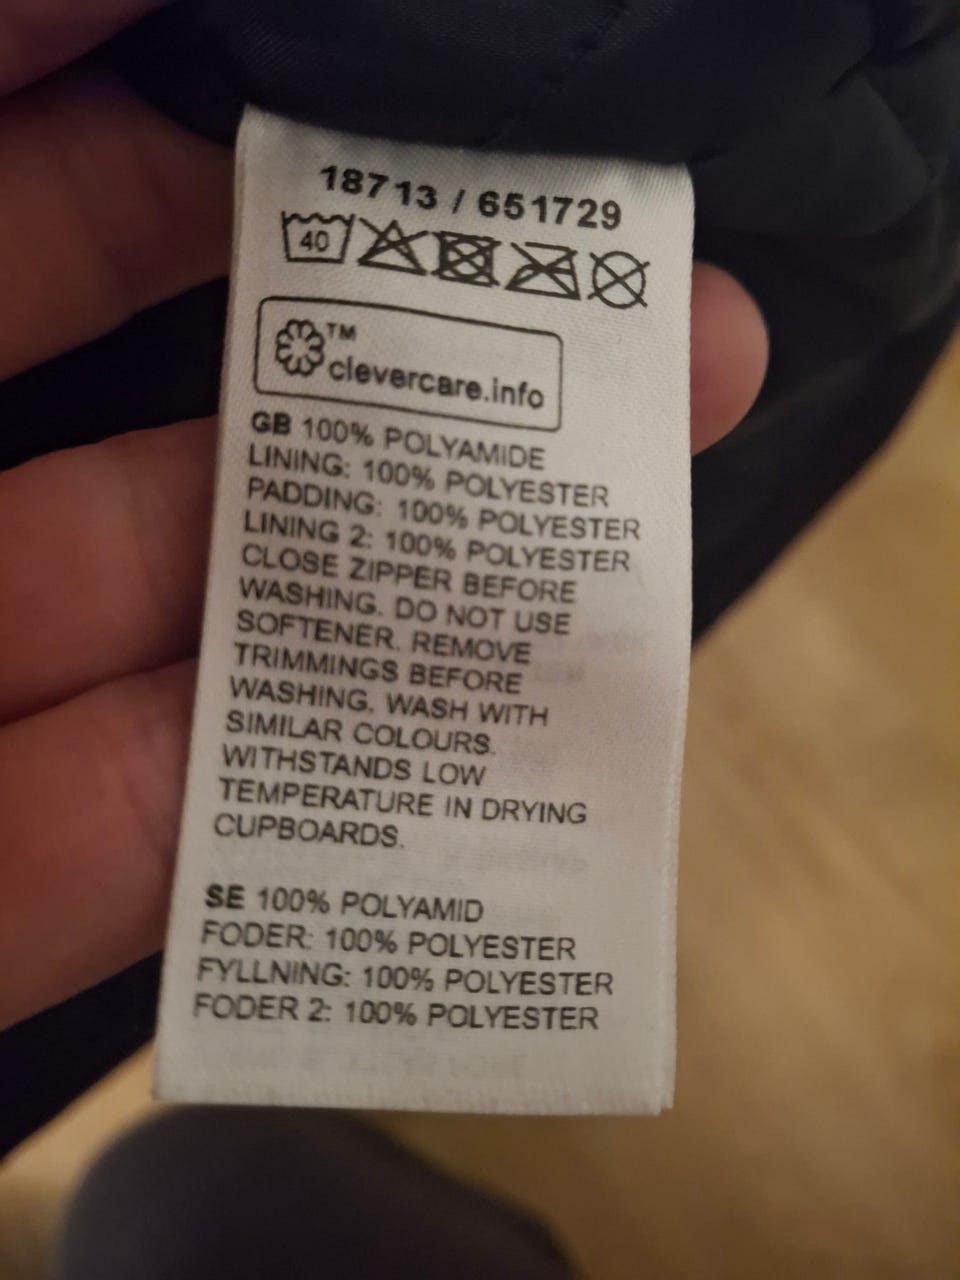 18713 / 651729
40
TM
clevercare.info
GB 100% POLYAMIDE
LINING: 100% POLYESTER
PADDING: 100% POLYESTER
LINING 2: 100% POLYESTER
CLOSE ZIPPER BEFORE
WASHING. DO NOT USE
SOFTENER. REMOVE
TRIMMINGS BEFORE
WASHING. WASH WITH
SIMILAR COLOURS.
WITHSTANDS LOW
TEMPERATURE IN DRYING
CUPBOARDS.
SE 100% POLYAMID
FODER: 100% POLYESTER
FYLLNING: 100% POLYESTER
FODER 2: 100% POLYESTER